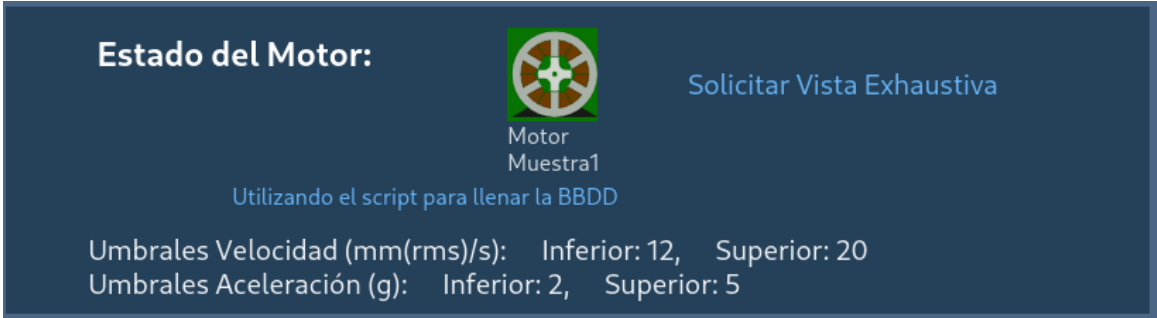 Estado del Motor:
Solicitar Vista Exhaustiva
Motor
Muestra1
Utilizando el script para llenar la BBDD
Umbrales Velocidad (mm(rms)/s): Inferior: 12, Superior: 20
Umbrales Aceleración (g): Inferior: 2, Superior: 5